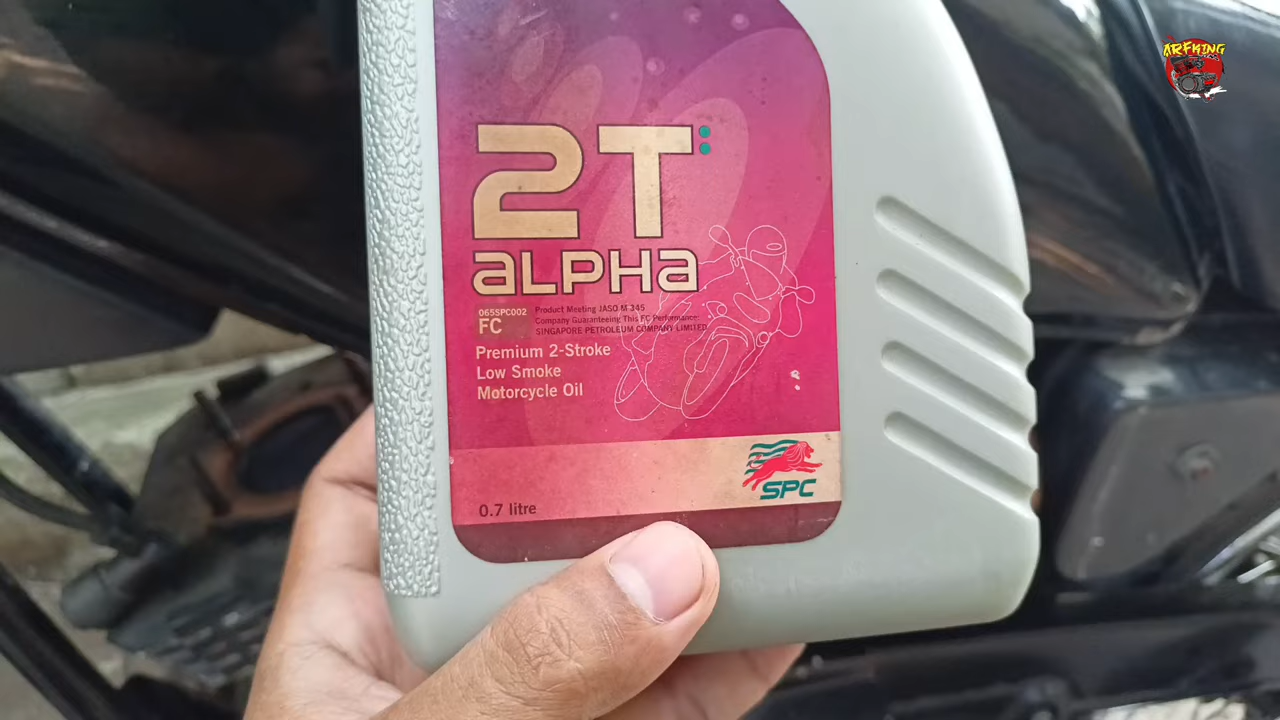 ARFKING
2T:
ALPHA
065SPC002
FC
Product Meeting JASO M 345
Company Guaranteeing This FC Performance:
SINGAPORE PETROLEUM COMPANY LIMITED
Premium 2-Stroke
Low Smoke
Motorcycle Oil
SPC
0.7 litre